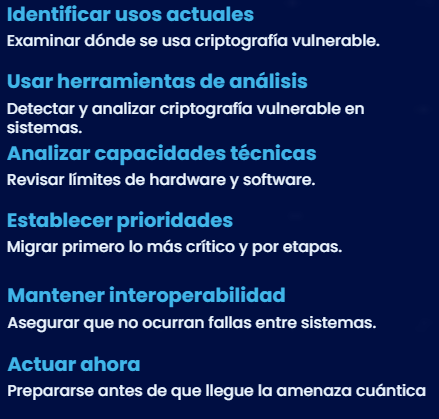 Identificar usos actuales
Examinar dónde se usa criptografía vulnerable.
Usar herramientas de análisis
Detectar y analizar criptografía vulnerable en
sistemas.
Analizar capacidades técnicas
Revisar límites de hardware y software.
Establecer prioridades
Migrar primero lo más crítico y por etapas.
Mantener interoperabilidad
Asegurar que no ocurran fallas entre sistemas.
Actuar ahora
Prepararse antes de que llegue la amenaza cuántica